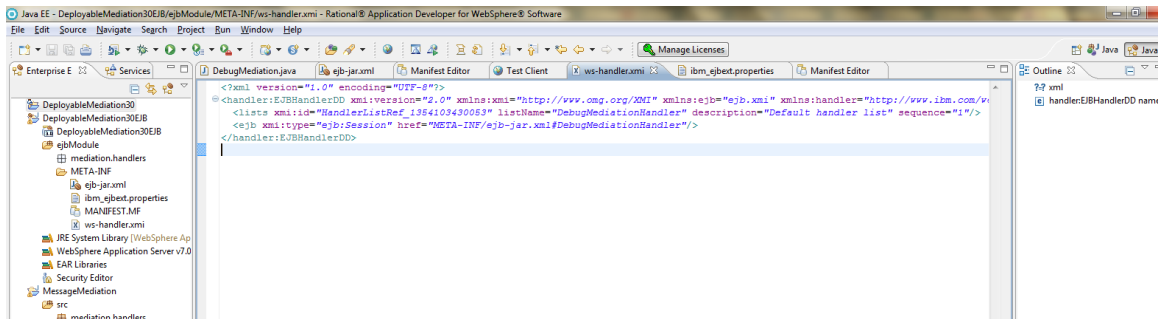 Java EE - DeployableMediation30EJB/ejbModule/META-INF/ws-handler.xmi - Rational® Application Developer for WebSphere® Software
File Edit Source Navigate Search Project Run Window Help
Manage Licenses
Java
Java
Enterprise E
Services
DebugMediation.java
ejb-jar.xml
Manifest Editor
Test Client
ws-handler.xmi
ibm_ejbext.properties
Manifest Editor
Outline
DeployableMediation30
DeployableMediation30EJB
DeployableMediation30EJB
ejbModule
mediation.handlers
META-INF
ejb-jar.xml
ibm_ejbext.properties
MANIFEST.MF
ws-handler.xmi
JRE System Library [WebSphere Ap
WebSphere Application Server v7.0
EAR Libraries
Security Editor
MessageMediation
src
mediation.handlers
<?xml version="1.0" encoding="UTF-8"?>
<handler:EJBHandlerDD xmi:version="2.0" xmlns:xmi="http://www.omg.org/XMI" xmlns:ejb="ejb.xmi" xmlns:handler="http://www.ibm.com/w
<lists xmi:id="HandlerListRef_1354103430053" listName="DebugMediationHandler" description="Default handler list" sequence="1"/>
<ejb xmi:type="ejb:Session" href="META-INF/ejb-jar.xml#DebugMediationHandler"/>
</handler:EJBHandlerDD>
?-? xml
handler:EJBHandlerDD name